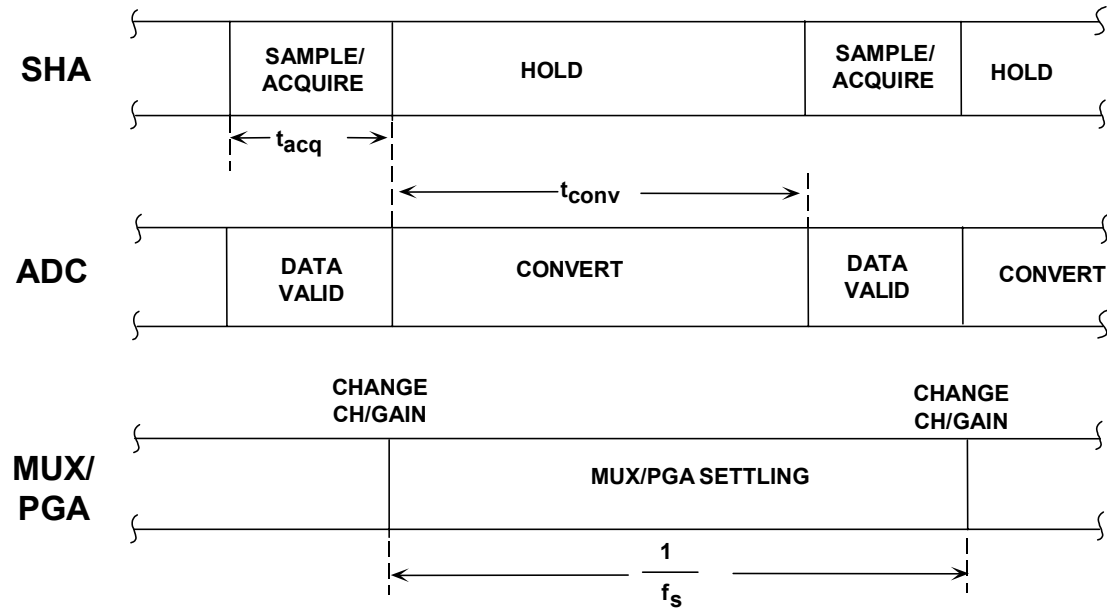 SHA
SAMPLE/
ACQUIRE
HOLD
SAMPLE/
ACQUIRE
HOLD
tacq
tconv
ADC
DATA
VALID
CONVERT
DATA
VALID
CONVERT
CHANGE
CH/GAIN
CHANGE
CH/GAIN
MUX/
PGA
MUX/PGA SETTLING
1
fs